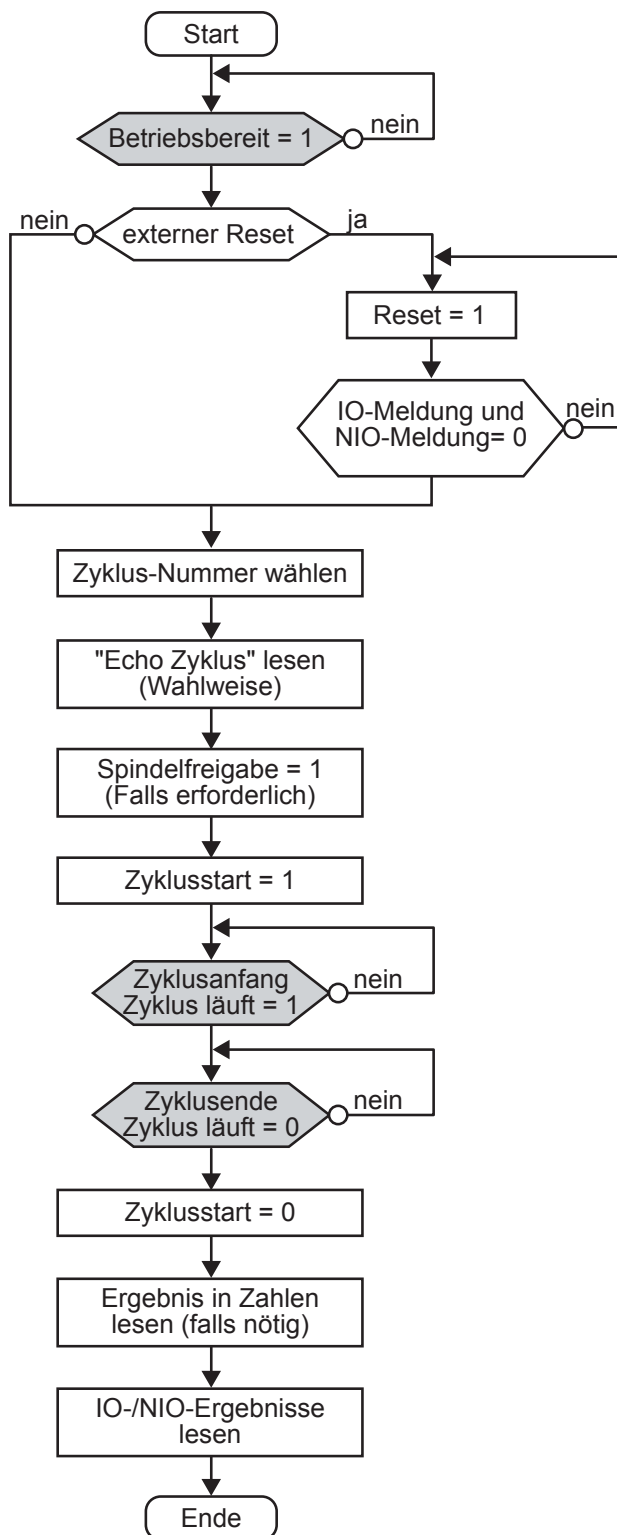 Start
nein
Betriebsbereit = 1
nein
externer Reset
ja
Reset = 1
IO-Meldung und
NIO-Meldung= 0
nein
Zyklus-Nummer wählen
"Echo Zyklus" lesen
(Wahlweise)
Spindelfreigabe = 1
(Falls erforderlich)
Zyklusstart = 1
Zyklusanfang
Zyklus läuft = 1
nein
Zyklusende
Zyklus läuft = 0
nein
Zyklusstart = 0
Ergebnis in Zahlen
lesen (falls nötig)
IO-/NIO-Ergebnisse
lesen
Ende